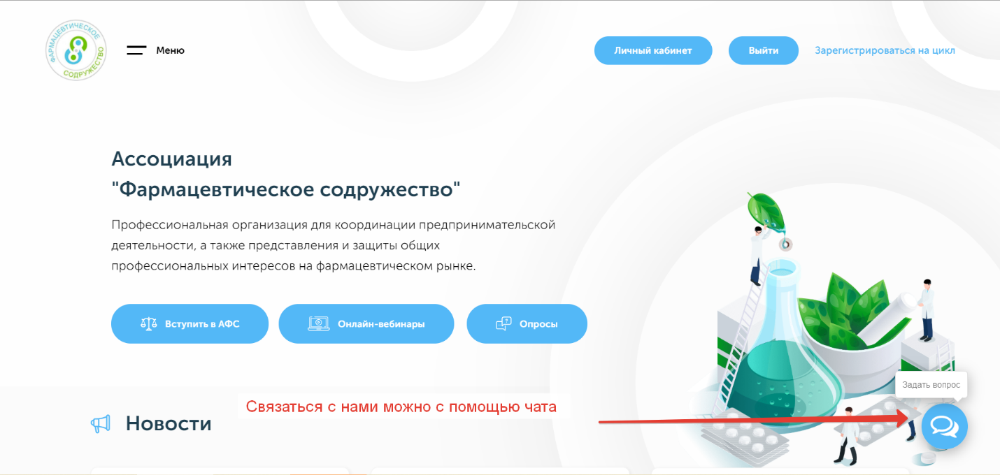 ФАРМАЦЕВТИЧЕСКОЕ
СОДРУЖЕСТВО
Меню
Личный кабинет
Выйти
Зарегистрироваться на цикл
Ассоциация
"Фармацевтическое содружество"
Профессиональная организация для координации предпринимательской
деятельности, а также представления и защиты общих
профессиональных интересов на фармацевтическом рынке.
Вступить в АФС
Онлайн-вебинары
Опросы
Задать вопрос
Связаться с нами можно с помощью чата
Новости